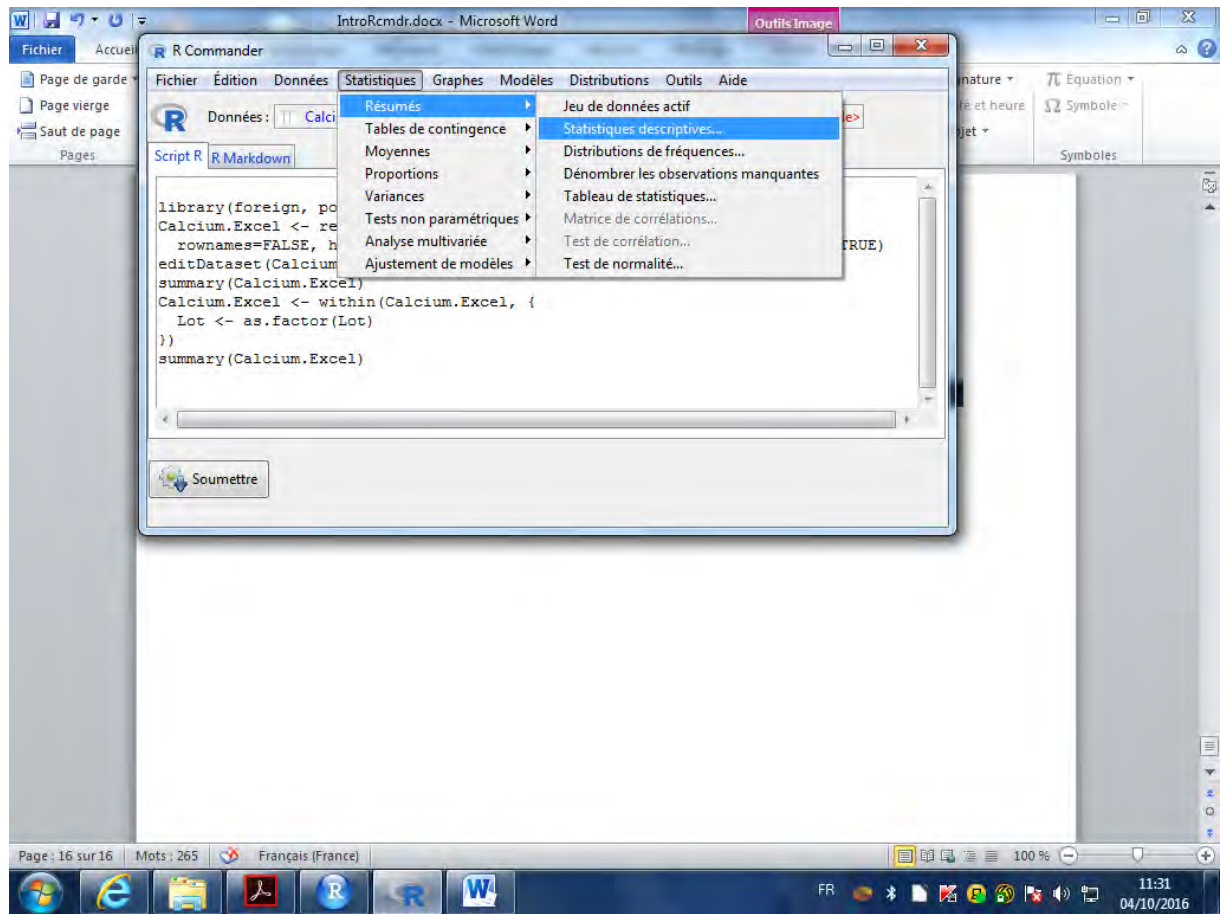 IntroRcmdr.docx - Microsoft Word
Outils Image
Fichier Accueil
Page de garde
Page vierge
Saut de page
Pages
nature
et heure
jet
Équation
Symbole
Symboles
R Commander
Fichier Édition Données Statistiques Graphes Modèles Distributions Outils Aide
Données : Calci
le>
Script R R Markdown
Résumés
Tables de contingence
Moyennes
Proportions
Variances
Tests non paramétriques
Analyse multivariée
Ajustement de modèles
Jeu de données actif
Statistiques descriptives...
Distributions de fréquences...
Dénombrer les observations manquantes
Tableau de statistiques...
Matrice de corrélations...
Test de corrélation...
Test de normalité...
library(foreign, po
Calcium.Excel <- re
rownames=FALSE, h TRUE)
editDataset(Calcium
summary(Calcium.Excel)
Calcium.Excel <- within(Calcium.Excel, {
Lot <- as.factor(Lot)
})
summary(Calcium.Excel)
Soumettre
Page : 16 sur 16 Mots : 265 Français (France) 100 %
FR 11:31
04/10/2016